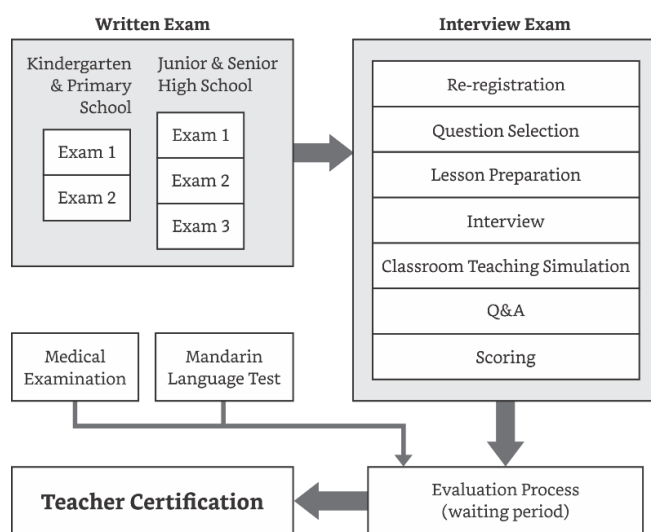 Written Exam
Kindergarten
& Primary
School
Exam 1
Exam 2
Junior & Senior
High School
Exam 1
Exam 2
Exam 3
Interview Exam
Re-registration
Question Selection
Lesson Preparation
Interview
Classroom Teaching Simulation
Q&A
Scoring
Medical
Examination
Mandarin
Language Test
Evaluation Process
(waiting period)
Teacher Certification